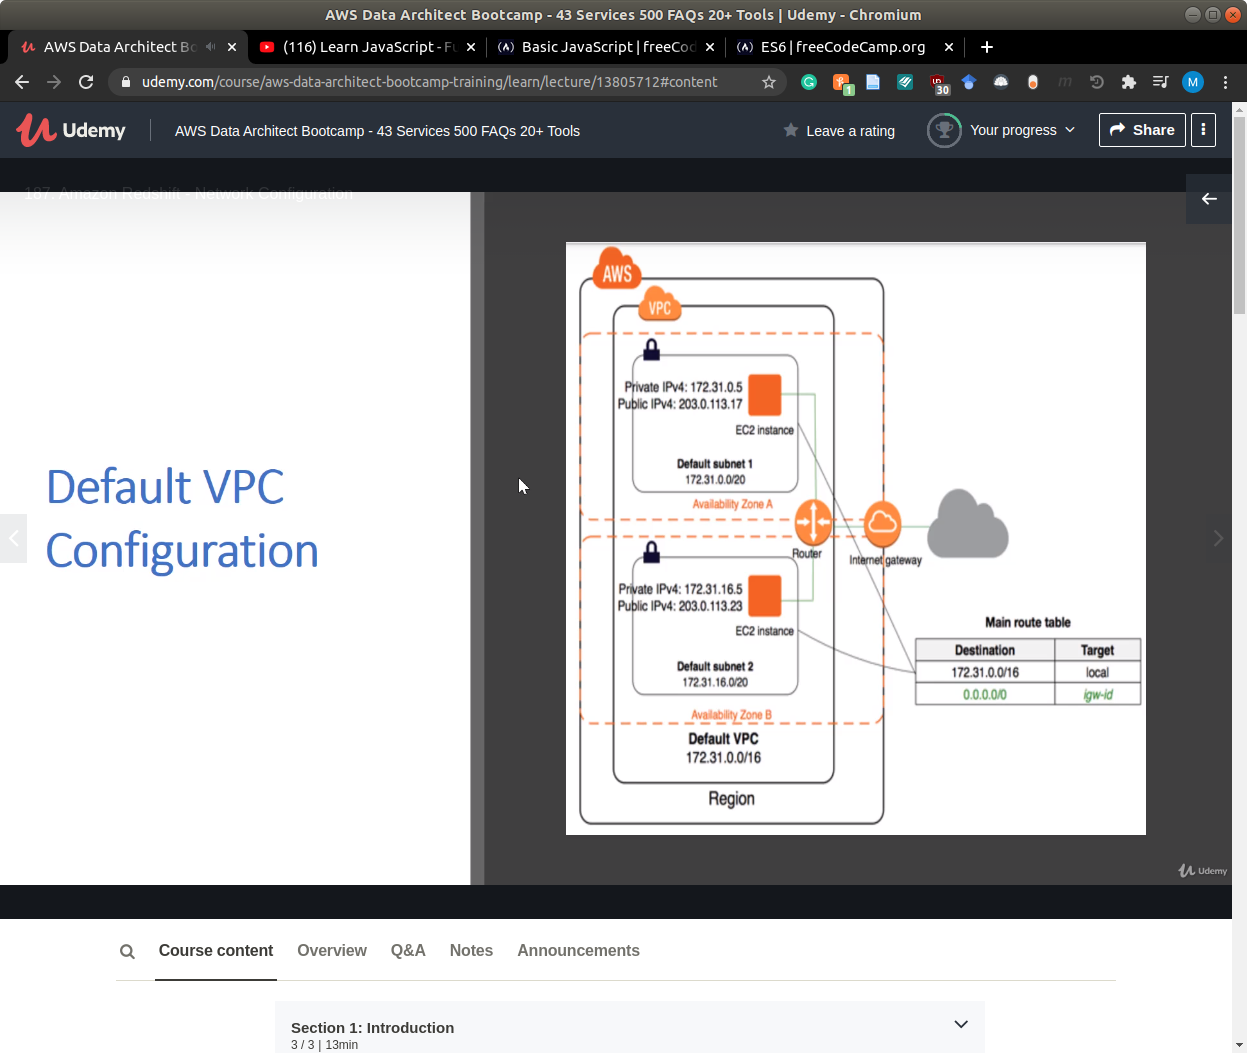 AWS Data Architect Bootcamp - 43 Services 500 FAQs 20+ Tools | Udemy - Chromium
AWS Data Architect Bo
(116) Learn JavaScript - Fu
Basic JavaScript | freeCod
ES6 | freeCodeCamp.org
udemy.com/course/aws-data-architect-bootcamp-training/learn/lecture/13805712#content
1
30
m
M
Udemy
AWS Data Architect Bootcamp - 43 Services 500 FAQs 20+ Tools
Leave a rating
Your progress
Share
187. Amazon Redshift - Network Configuration
Default VPC
Configuration
AWS
VPC
Private IPv4: 172.31.0.5
Public IPv4: 203.0.113.17
EC2 instance
Default subnet 1
172.31.0.0/20
Availability Zone A
Router
Internet gateway
Private IPv4: 172.31.16.5
Public IPv4: 203.0.113.23
EC2 instance
Default subnet 2
172.31.16.0/20
Availability Zone B
Default VPC
172.31.0.0/16
Region
Main route table
Destination Target
172.31.0.0/16 local
0.0.0.0/0 igw-id
Udemy
Course content
Overview
Q&A
Notes
Announcements
Section 1: Introduction
3 / 3 | 13min